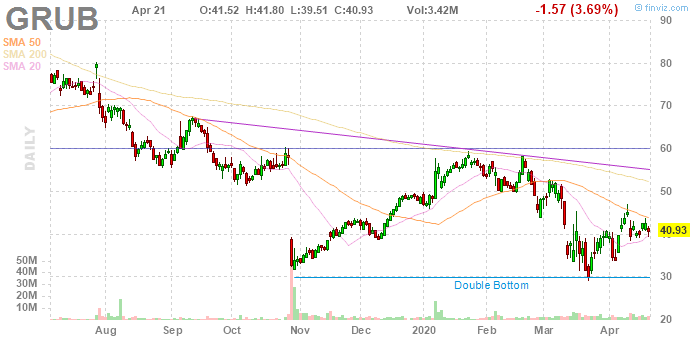 GRUB
Apr 21 O:41.52 H:41.80 L:39.51 C:40.93 Vol:3.42M -1.57 (3.69%)
© finviz.com
SMA 50
SMA 200
SMA 20
DAILY
90
80
70
60
50
40.93
30
20
50M
40M
30M
20M
10M
Double Bottom
Aug Sep Oct Nov Dec 2020 Feb Mar Apr